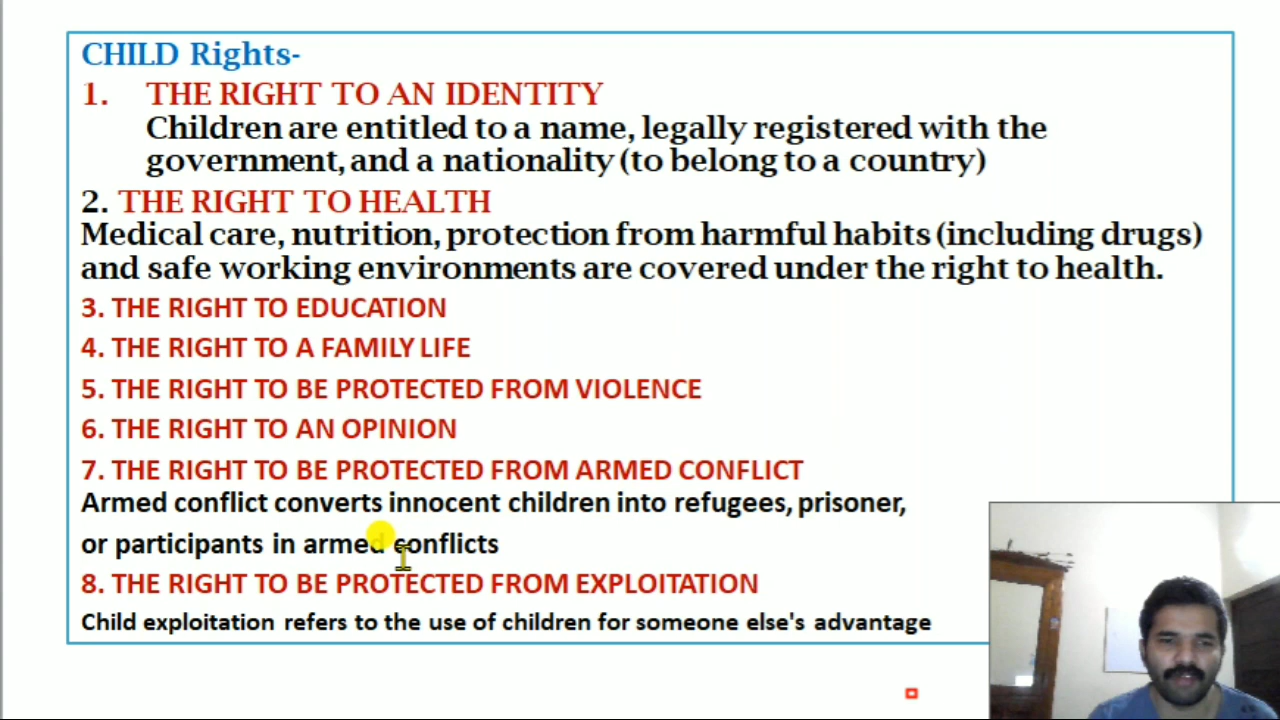 CHILD Rights-
1. THE RIGHT TO AN IDENTITY
Children are entitled to a name, legally registered with the
government, and a nationality (to belong to a country)
2. THE RIGHT TO HEALTH
Medical care, nutrition, protection from harmful habits (including drugs)
and safe working environments are covered under the right to health.
3. THE RIGHT TO EDUCATION
4. THE RIGHT TO A FAMILY LIFE
5. THE RIGHT TO BE PROTECTED FROM VIOLENCE
6. THE RIGHT TO AN OPINION
7. THE RIGHT TO BE PROTECTED FROM ARMED CONFLICT
Armed conflict converts innocent children into refugees, prisoner,
or participants in armed conflicts
8. THE RIGHT TO BE PROTECTED FROM EXPLOITATION
Child exploitation refers to the use of children for someone else's advantage